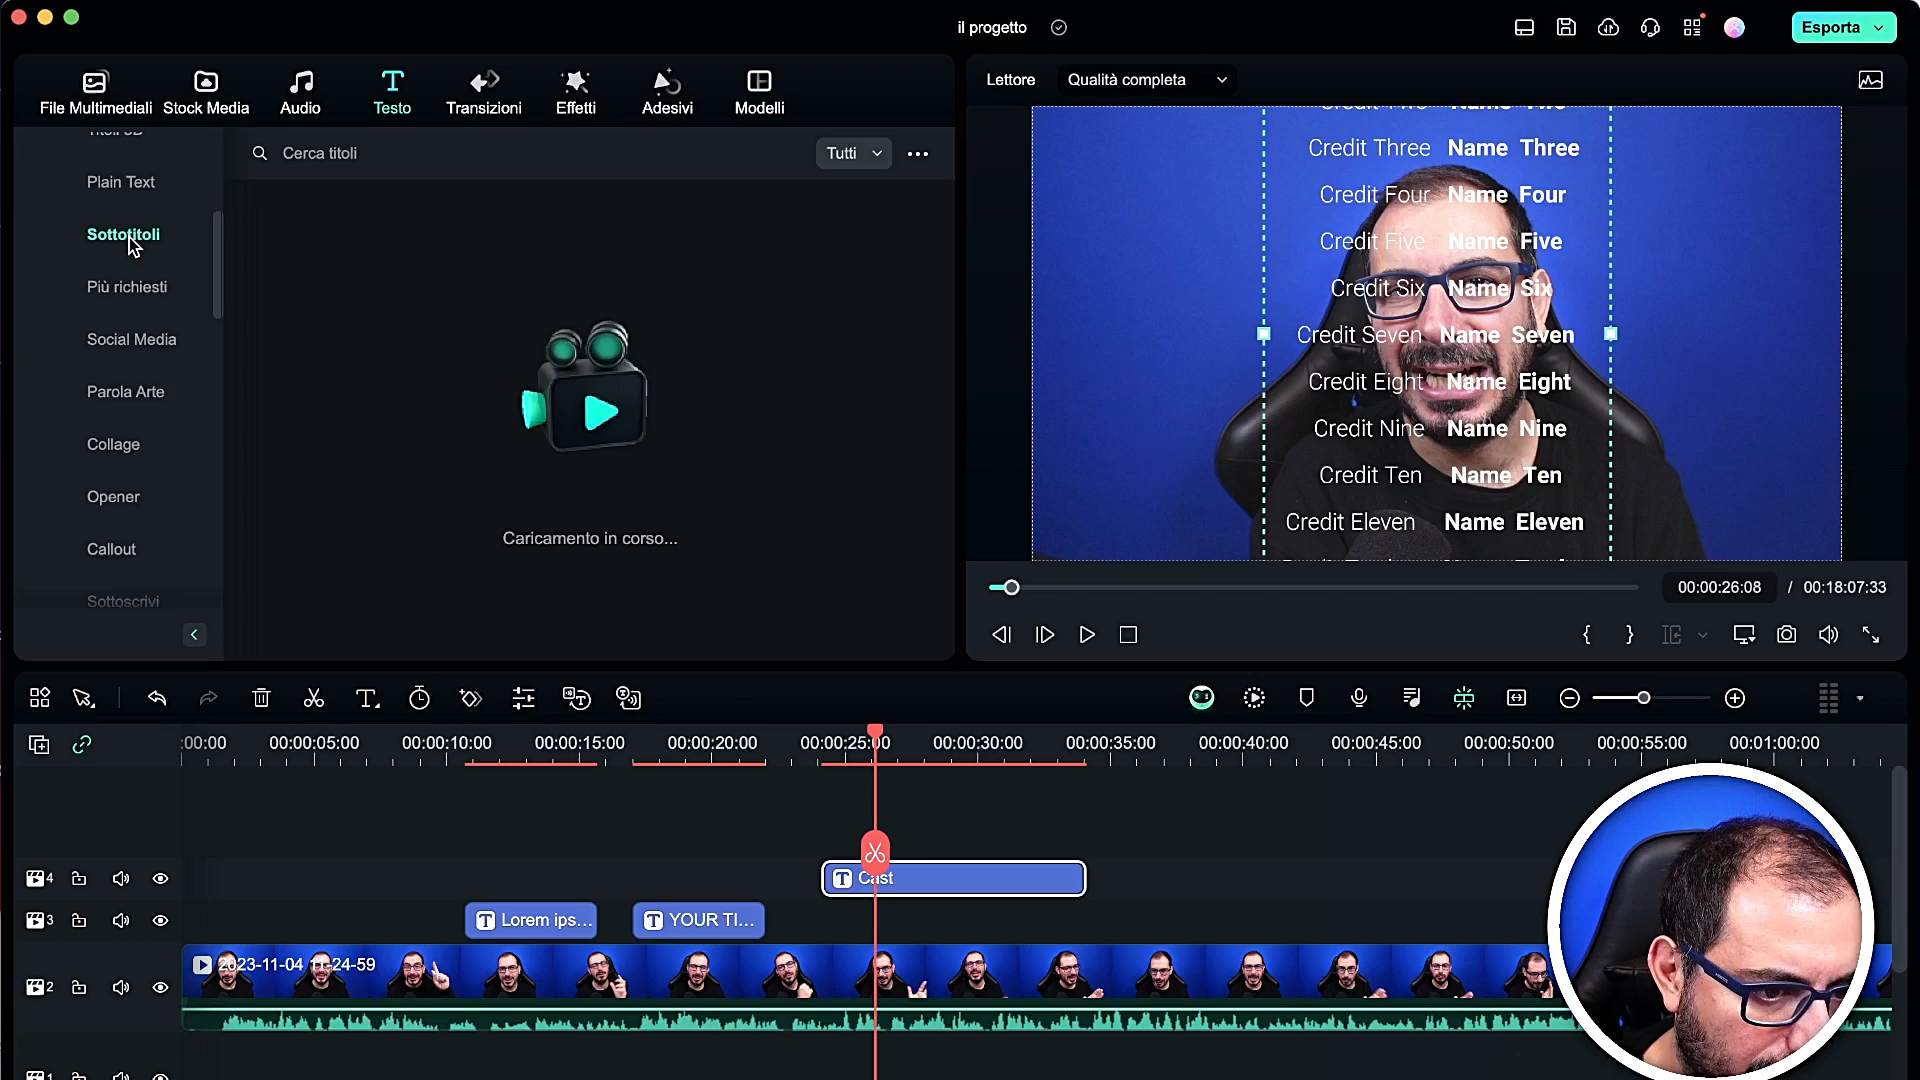 il progetto
Esporta
File Multimediali
Stock Media
Audio
Testo
Transizioni
Effetti
Adesivi
Modelli
Lettore
Qualità completa
Plain Text
Sottotitoli
Più richiesti
Social Media
Parola Arte
Collage
Opener
Callout
Sottoscrivi
Cerca titoli
Tutti
Caricamento in corso...
Credit Three Name Three
Credit Four Name Four
Credit Five Name Five
Credit Six Name Six
Credit Seven Name Seven
Credit Eight Name Eight
Credit Nine Name Nine
Credit Ten Name Ten
Credit Eleven Name Eleven
00:00:26:08 / 00:18:07:33
:00:00 00:00:05:00 00:00:10:00 00:00:15:00 00:00:20:00 00:00:25:00 00:00:30:00 00:00:35:00 00:00:40:00 00:00:45:00 00:00:50:00 00:00:55:00 00:01:00:00
4
Cast
3
Lorem ips...
YOUR TI...
2
2023-11-04 11-24-59
1